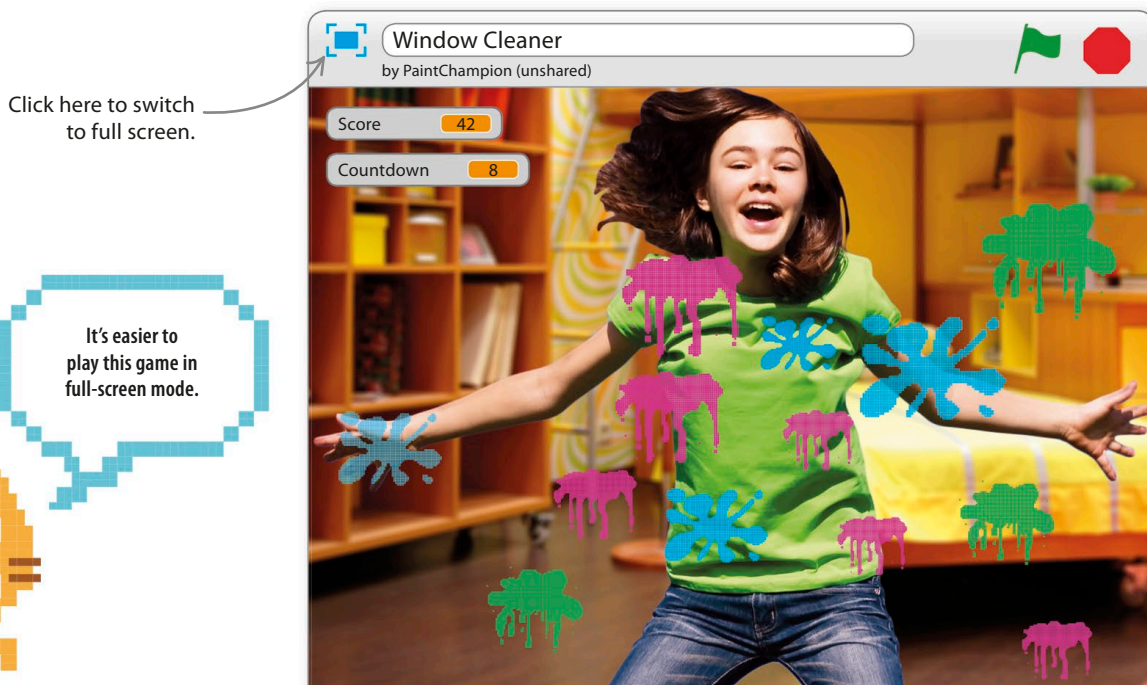 Window Cleaner
by PaintChampion (unshared)
Click here to switch
to full screen.
Score 42
Countdown 8
It's easier to
play this game in
full-screen mode.